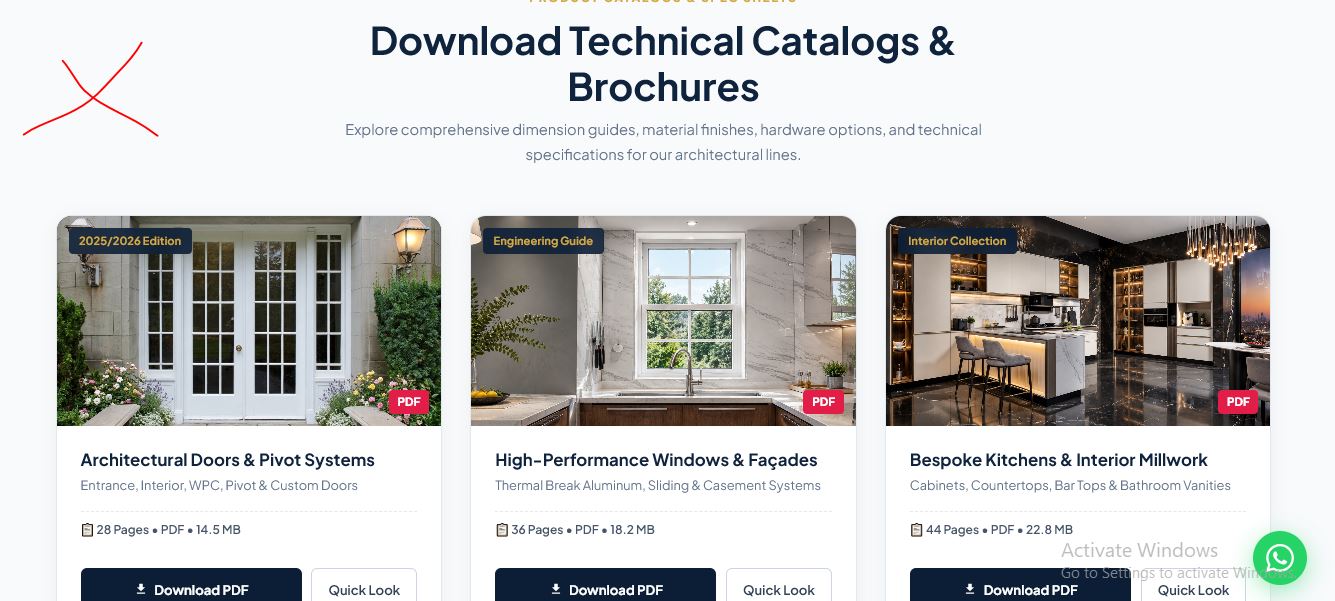 PRODUCT CATALOGS & SPEC SHEETS
Download Technical Catalogs &
Brochures
Explore comprehensive dimension guides, material finishes, hardware options, and technical
specifications for our architectural lines.
2025/2026 Edition
PDF
Architectural Doors & Pivot Systems
Entrance, Interior, WPC, Pivot & Custom Doors
28 Pages • PDF • 14.5 MB
Download PDF
Quick Look
Engineering Guide
PDF
High-Performance Windows & Façades
Thermal Break Aluminum, Sliding & Casement Systems
36 Pages • PDF • 18.2 MB
Download PDF
Quick Look
Interior Collection
PDF
Bespoke Kitchens & Interior Millwork
Cabinets, Countertops, Bar Tops & Bathroom Vanities
44 Pages • PDF • 22.8 MB
Download PDF
Quick Look
Activate Windows
Go to Settings to activate Windows.